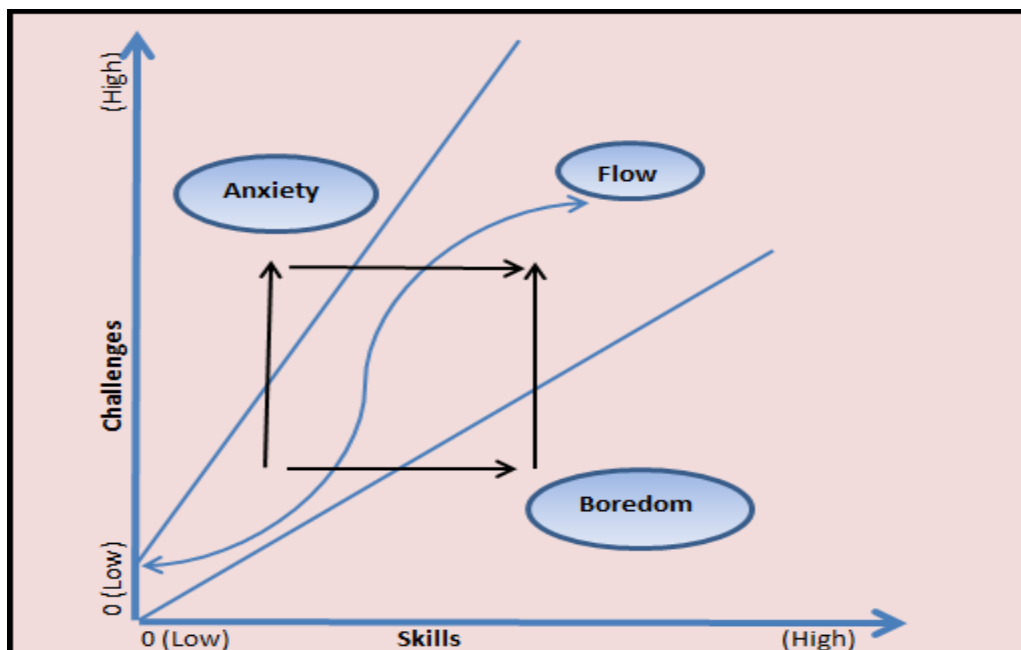 (High)
Anxiety
Flow
Challenges
Boredom
0 (Low)
0 (Low)
Skills
(High)